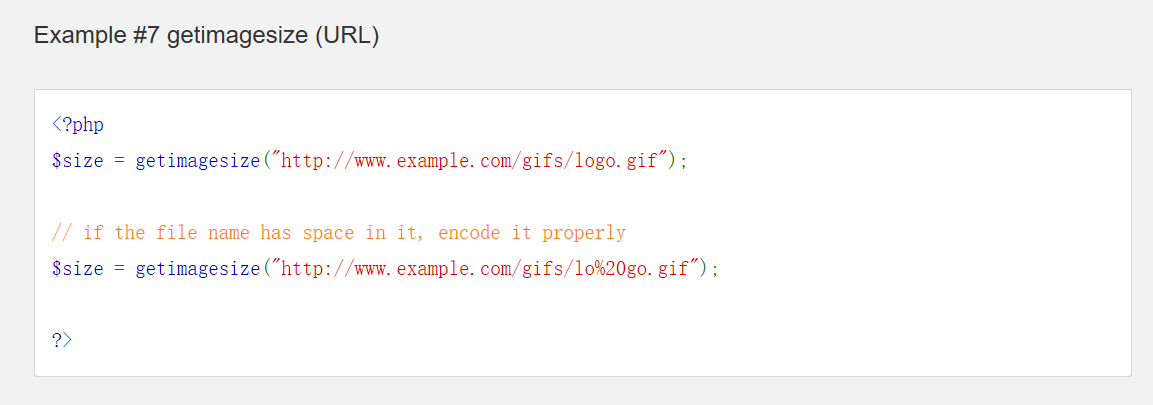 Example #7 getimagesize (URL)
<?php
$size = getimagesize("http://www.example.com/gifs/logo.gif");
// if the file name has space in it, encode it properly
$size = getimagesize("http://www.example.com/gifs/lo%20go.gif");
?>